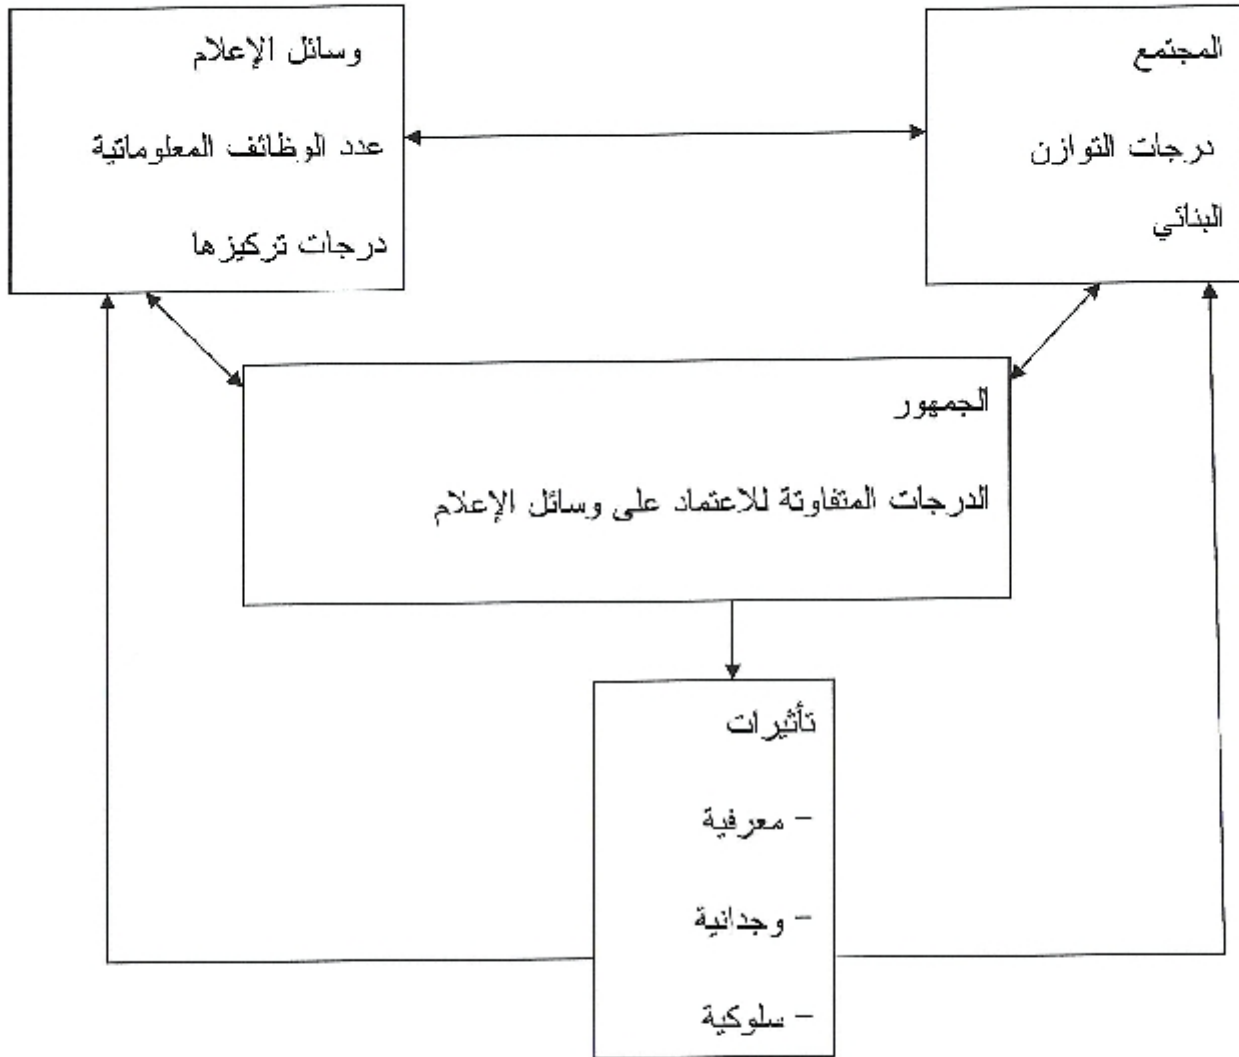 المجتمع
درجات التوازن
البنائي
وسائل الإعلام
عدد الوظائف المعلوماتية
درجات تركيزها
الجمهور
الدرجات المتفاوتة للاعتماد على وسائل الإعلام
تأثيرات
- معرفية
- وجدانية
- سلوكية